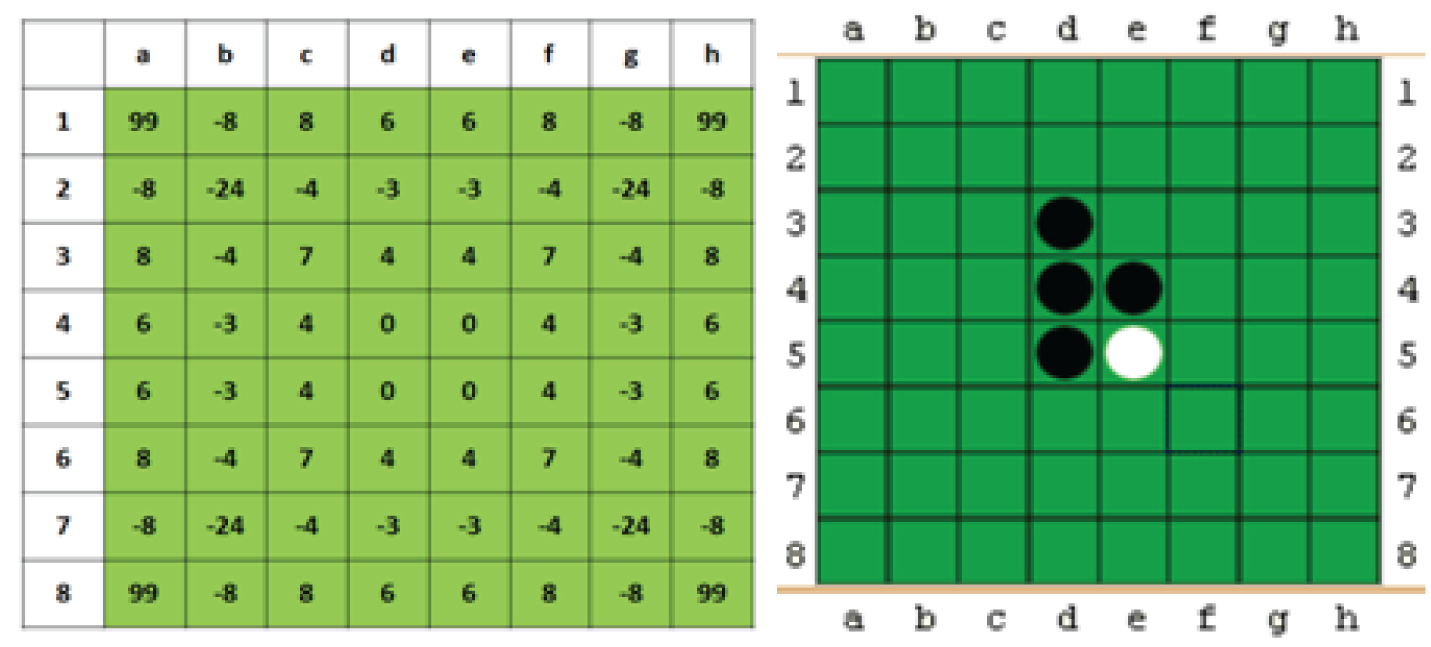 a b c d e f g h
1 99 -8 8 6 6 8 -8 99
2 -8 -24 -4 -3 -3 -4 -24 -8
3 8 -4 7 4 4 7 -4 8
4 6 -3 4 0 0 4 -3 6
5 6 -3 4 0 0 4 -3 6
6 8 -4 7 4 4 7 -4 8
7 -8 -24 -4 -3 -3 -4 -24 -8
8 99 -8 8 6 6 8 -8 99
a b c d e f g h
1 1
2 2
3 3
4 4
5 5
6 6
7 7
8 8
a b c d e f g h